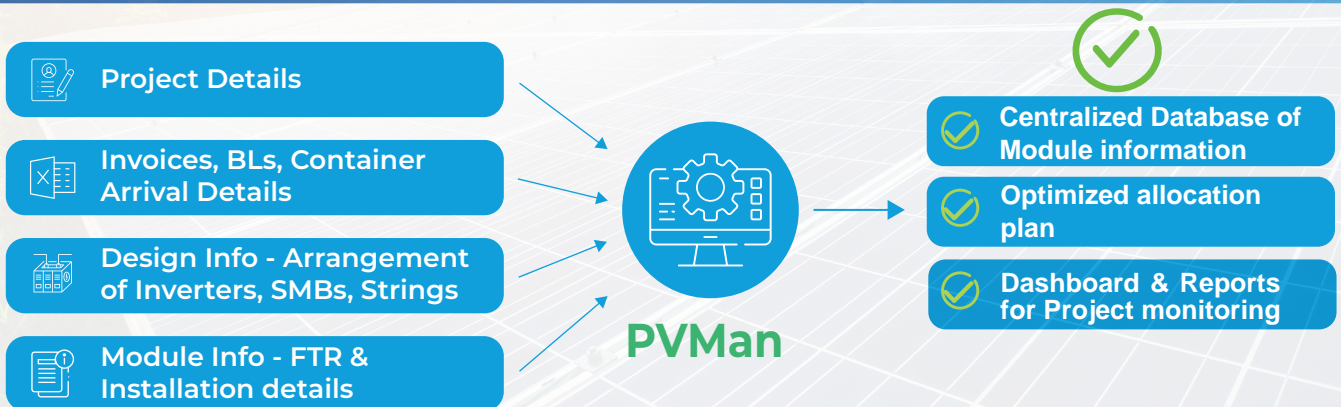 Project Details
Invoices, BLs, Container
Arrival Details
Design Info - Arrangement
of Inverters, SMBs, Strings
Module Info - FTR &
Installation details
PVMan
Centralized Database of
Module information
Optimized allocation
plan
Dashboard & Reports
for Project monitoring